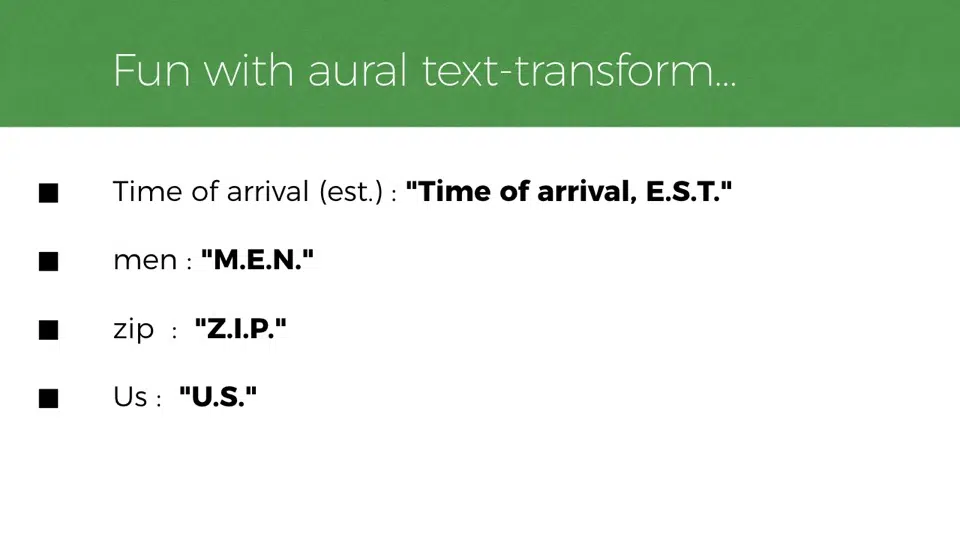 Fun with aural text-transform...
■ Time of arrival (est.) : "Time of arrival, E.S.T."
■ men : "M.E.N."
■ zip : "Z.I.P."
■ Us : "U.S."